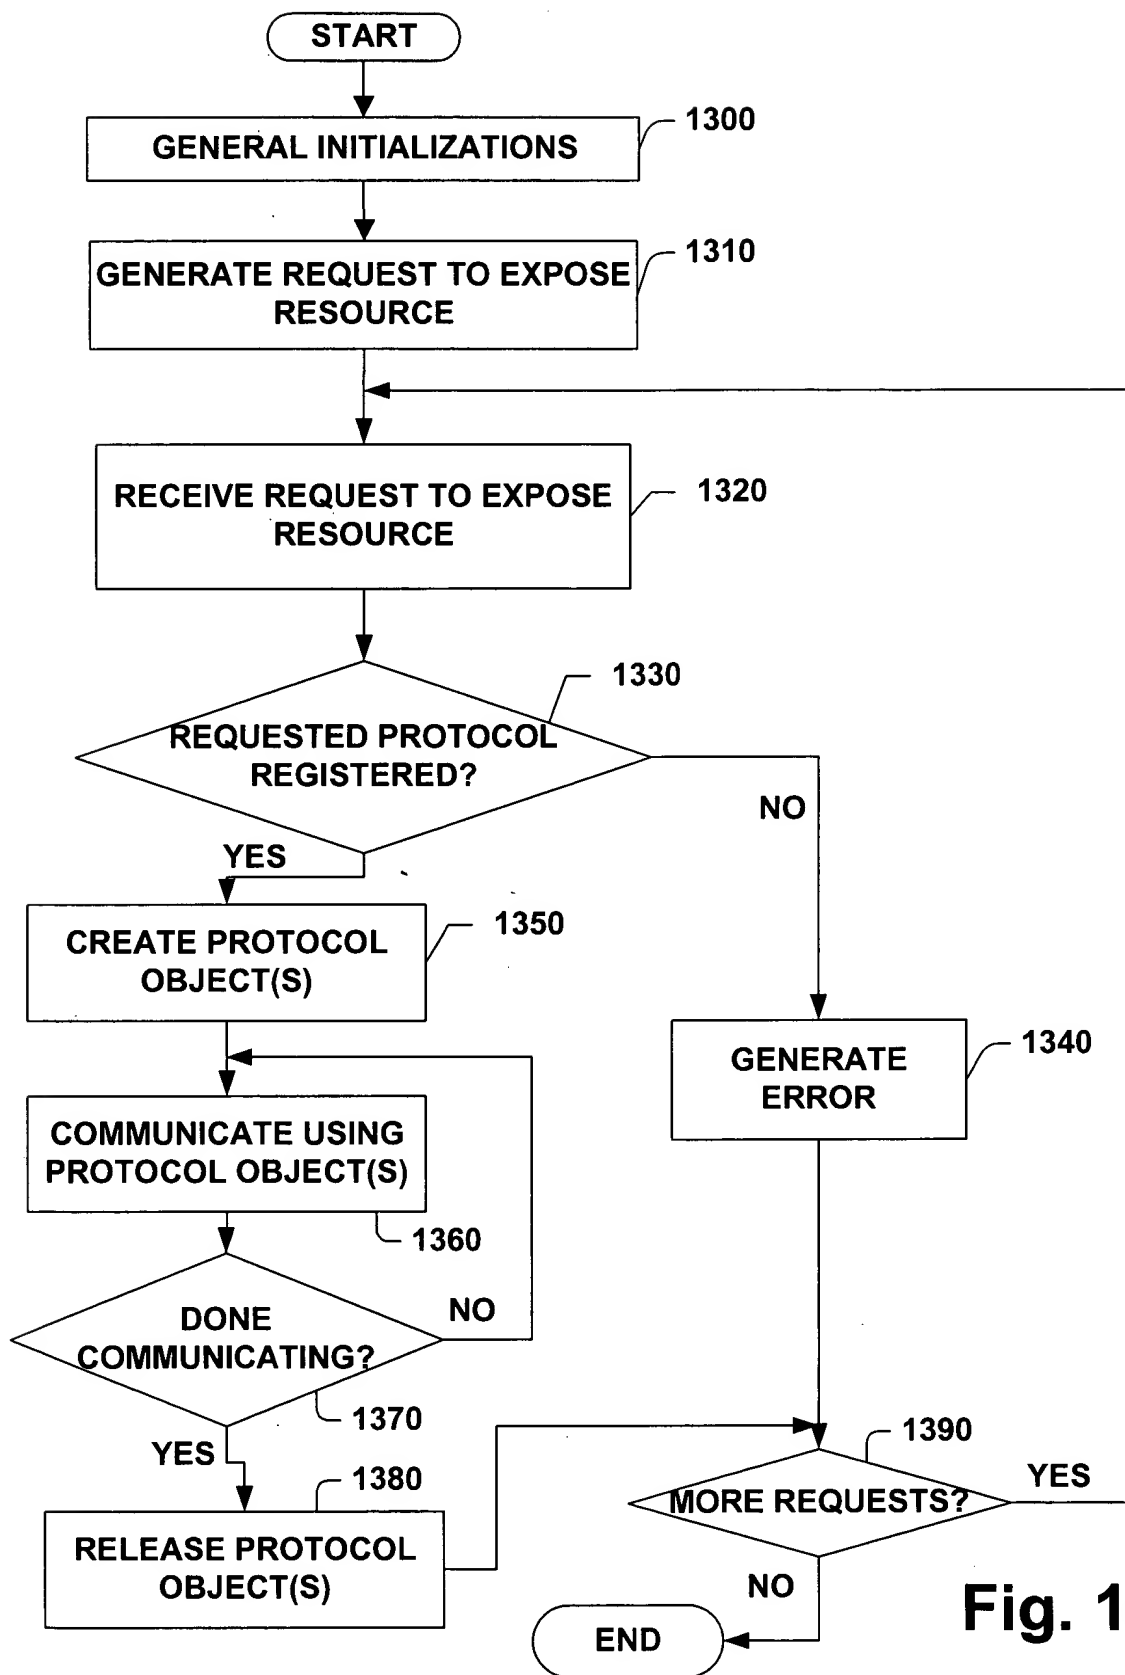 START
1300
GENERAL INITIALIZATIONS
1310
GENERATE REQUEST TO EXPOSE
RESOURCE
RECEIVE REQUEST TO EXPOSE
RESOURCE
1320
1330
REQUESTED PROTOCOL
REGISTERED?
NO
YES
1350
CREATE PROTOCOL
OBJECT(S)
1340
GENERATE
ERROR
COMMUNICATE USING
PROTOCOL OBJECT(S)
1360
NO
DONE
COMMUNICATING?
1370
YES
1390
MORE REQUESTS?
YES
1380
RELEASE PROTOCOL
OBJECT(S)
NO
END
Fig. 1